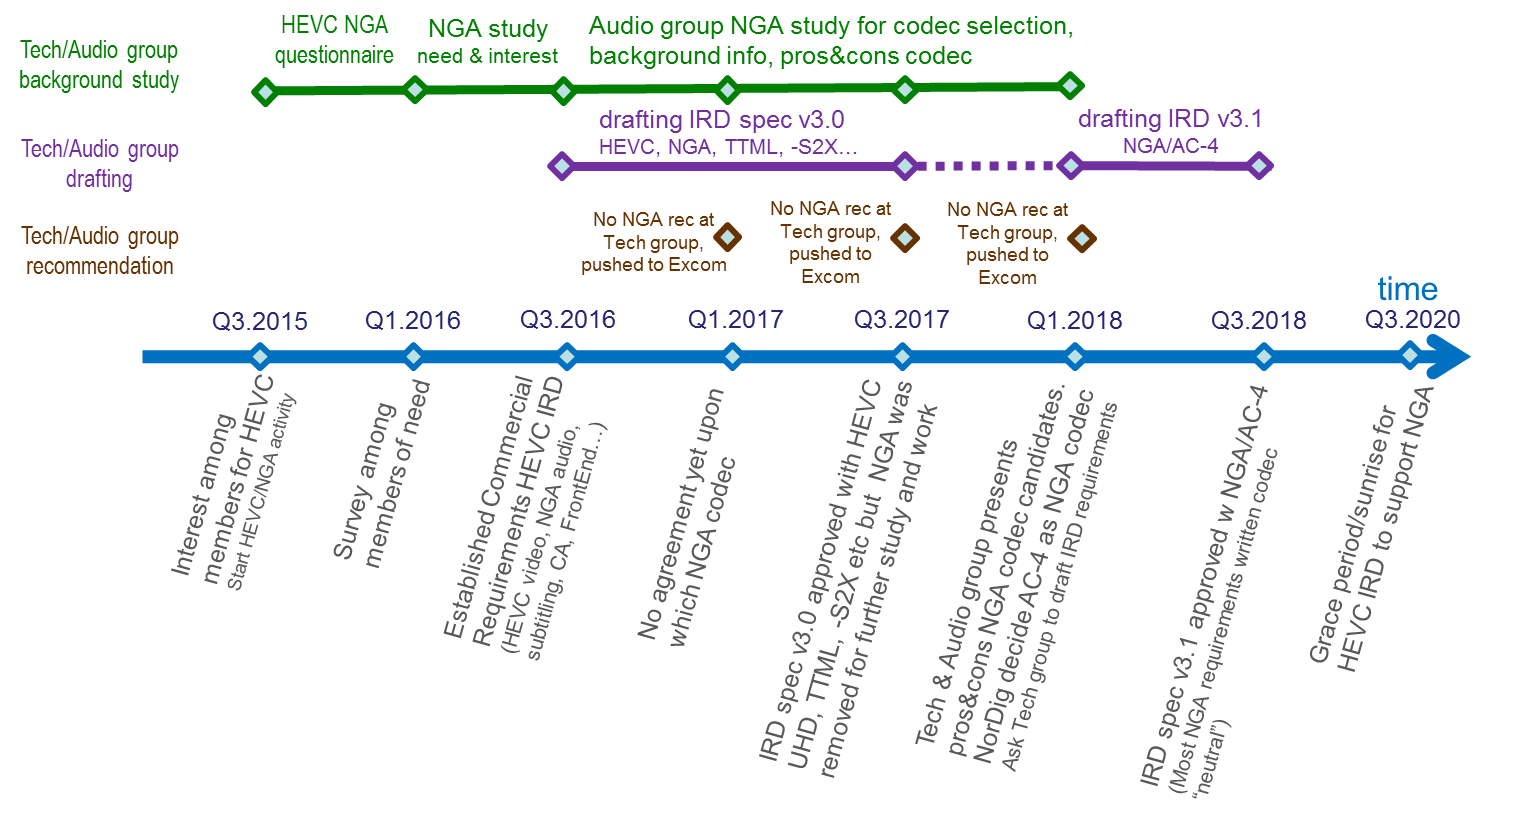 Tech/Audio group
background study
HEVC NGA
questionnaire
NGA study
need & interest
Audio group NGA study for codec selection,
background info, pros&cons codec
Tech/Audio group
drafting
drafting IRD spec v3.0
HEVC, NGA, TTML, -S2X…
drafting IRD v3.1
NGA/AC-4
Tech/Audio group
recommendation
No NGA rec at
Tech group,
pushed to Excom
No NGA rec at
Tech group,
pushed to
Excom
No NGA rec at
Tech group,
pushed to
Excom
time
Q3.2015
Q1.2016
Q3.2016
Q1.2017
Q3.2017
Q1.2018
Q3.2018
Q3.2020
Interest among
members for HEVC
Start HEVC/NGA activity
Survey among
members of need
Established Commercial
Requirements HEVC IRD
(HEVC video, NGA audio,
subtitling, CA, FrontEnd…)
No agreement yet upon
which NGA codec
IRD spec v3.0 approved with HEVC
UHD, TTML, -S2X etc but NGA was
removed for further study and work
Tech & Audio group presents
pros&cons NGA codec candidates.
NorDig decide AC-4 as NGA codec
Ask Tech group to draft IRD requirements
IRD spec v3.1 approved w NGA/AC-4
(Most NGA requirements written codec
“neutral”)
Grace period/sunrise for
HEVC IRD to support NGA